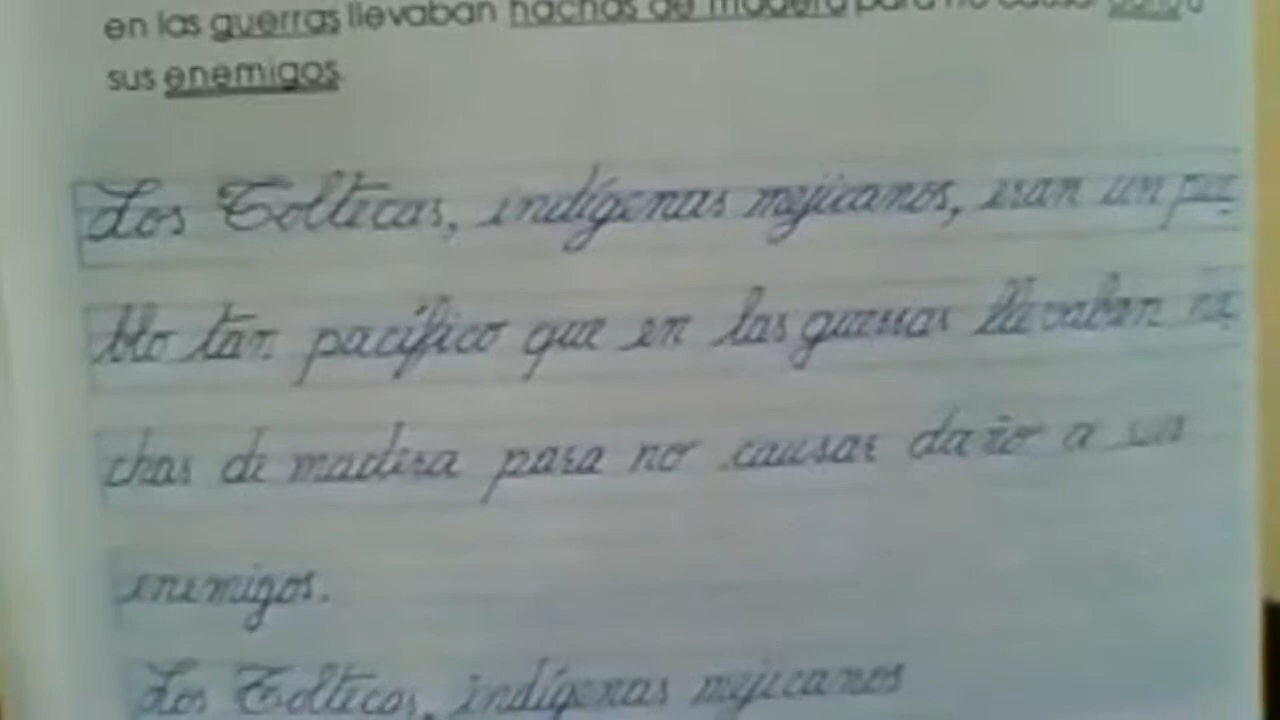 en las guerras llevaban hachas de madera para no causar daño a
sus enemigos.
Los Toltecas, indígenas mejicanos, eran un pue
blo tan pacífico que en las guerras llevaban ha
chas de madera para no causar daño a sus
enemigos.
Los Toltecas, indígenas mejicanos